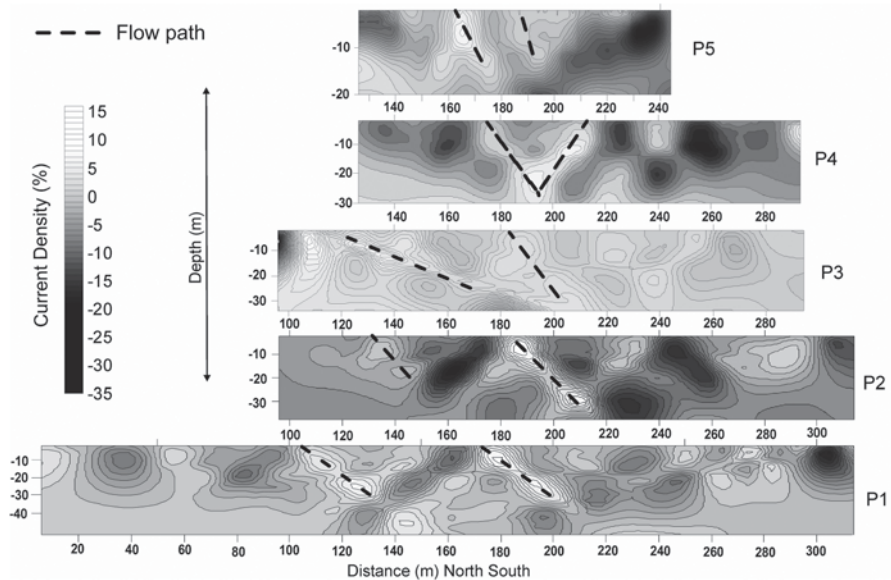 Flow path
-10
-20
140 160 180 200 220 240
P5
15
10
5
0
-5
-10
-15
-20
-25
-30
-35
Current Density (%)
Depth (m)
-10
-20
-30
140 160 180 200 220 240 260 280
P4
-10
-20
-30
100 120 140 160 180 200 220 240 260 280
P3
-10
-20
-30
100 120 140 160 180 200 220 240 260 280 300
P2
-10
-20
-30
-40
20 40 60 80 100 120 140 160 180 200 220 240 260 280 300
P1
Distance (m) North South